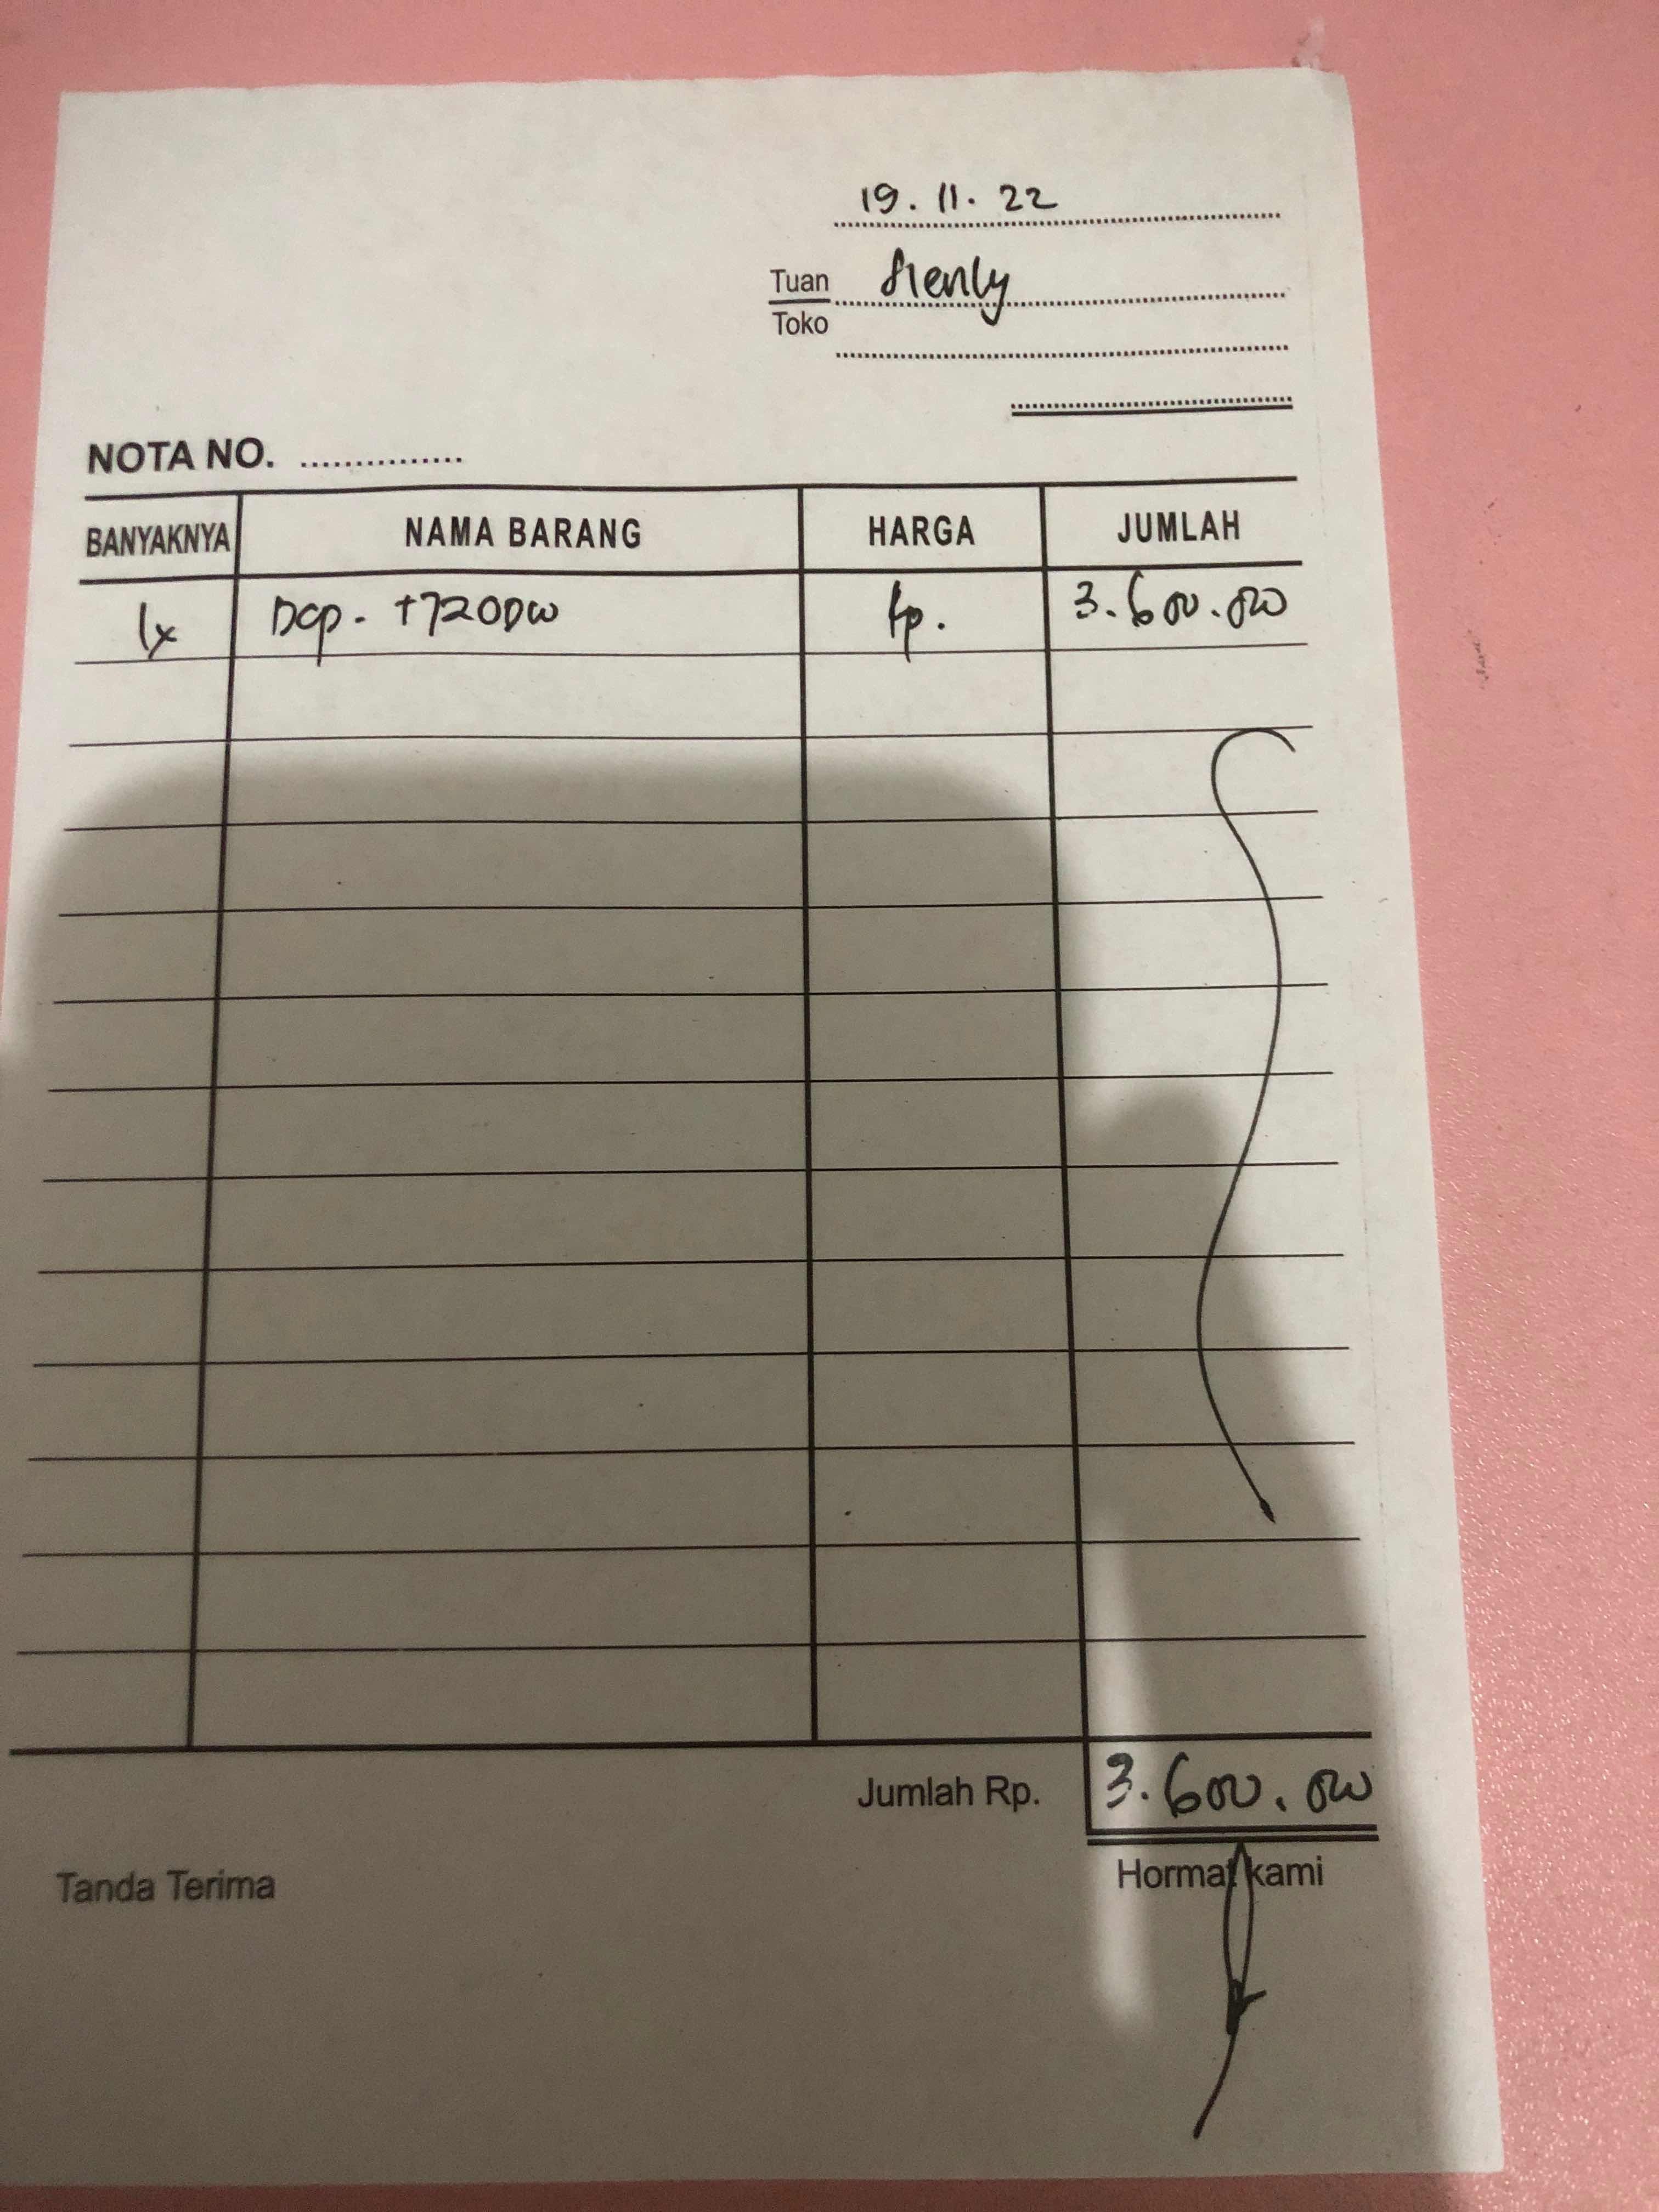 19. 11. 22
Tuan Henly
Toko
NOTA NO. ...............
BANYAKNYA NAMA BARANG HARGA JUMLAH
1x Dcp - T720DW Rp. 3.600.000
Jumlah Rp. 3.600.000
Tanda Terima Hormat kami